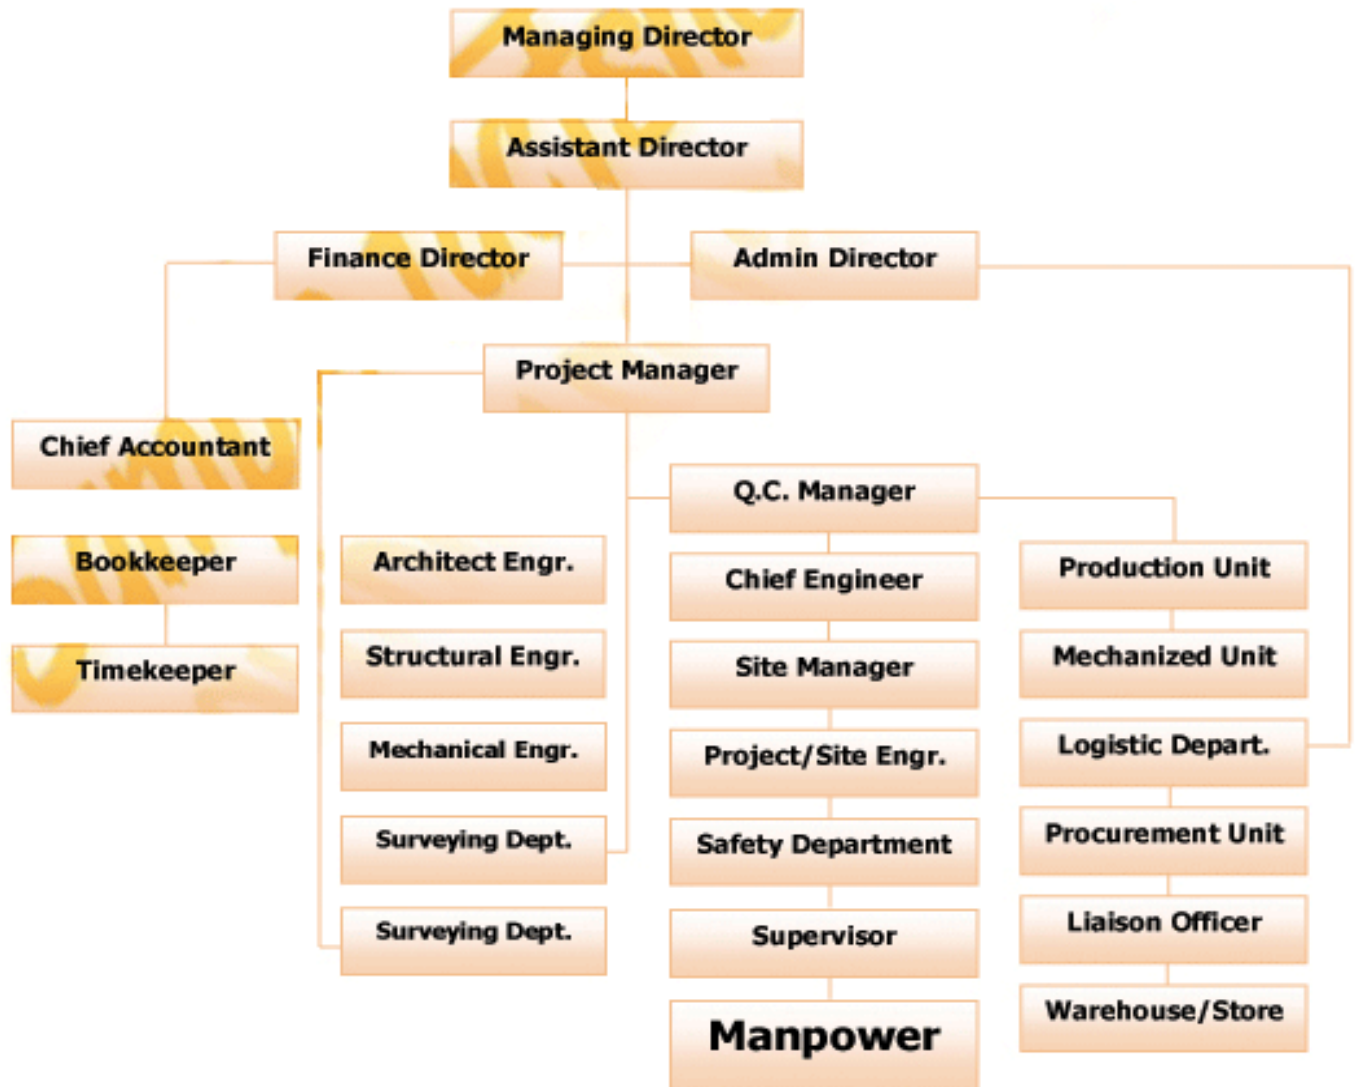 Managing Director
Assistant Director
Finance Director
Admin Director
Project Manager
Chief Accountant
Bookkeeper
Timekeeper
Architect Engr.
Structural Engr.
Mechanical Engr.
Surveying Dept.
Surveying Dept.
Q.C. Manager
Chief Engineer
Site Manager
Project/Site Engr.
Safety Department
Supervisor
Manpower
Production Unit
Mechanized Unit
Logistic Depart.
Procurement Unit
Liaison Officer
Warehouse/Store